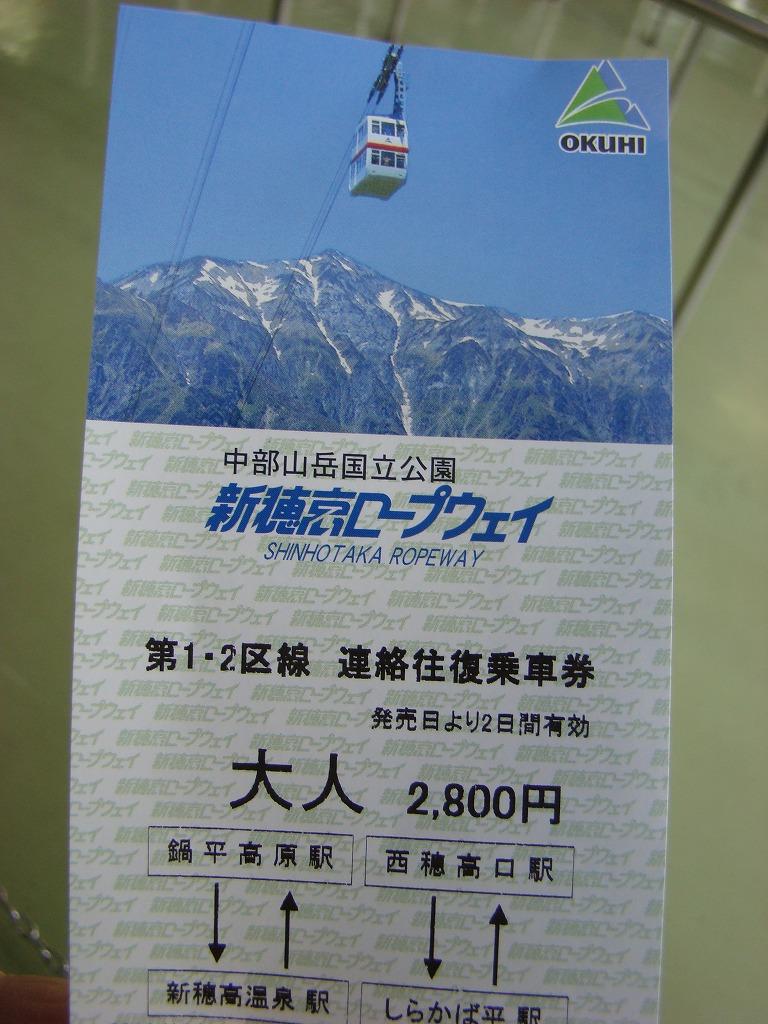 OKUHI
中部山岳国立公園
新穂高ロープウェイ
SHINHOTAKA ROPEWAY
第1・2区線 連絡往復乗車券
発売日より2日間有効
大人 2,800円
鍋平高原駅 西穂高口駅
新穂高温泉駅 しらかば平駅